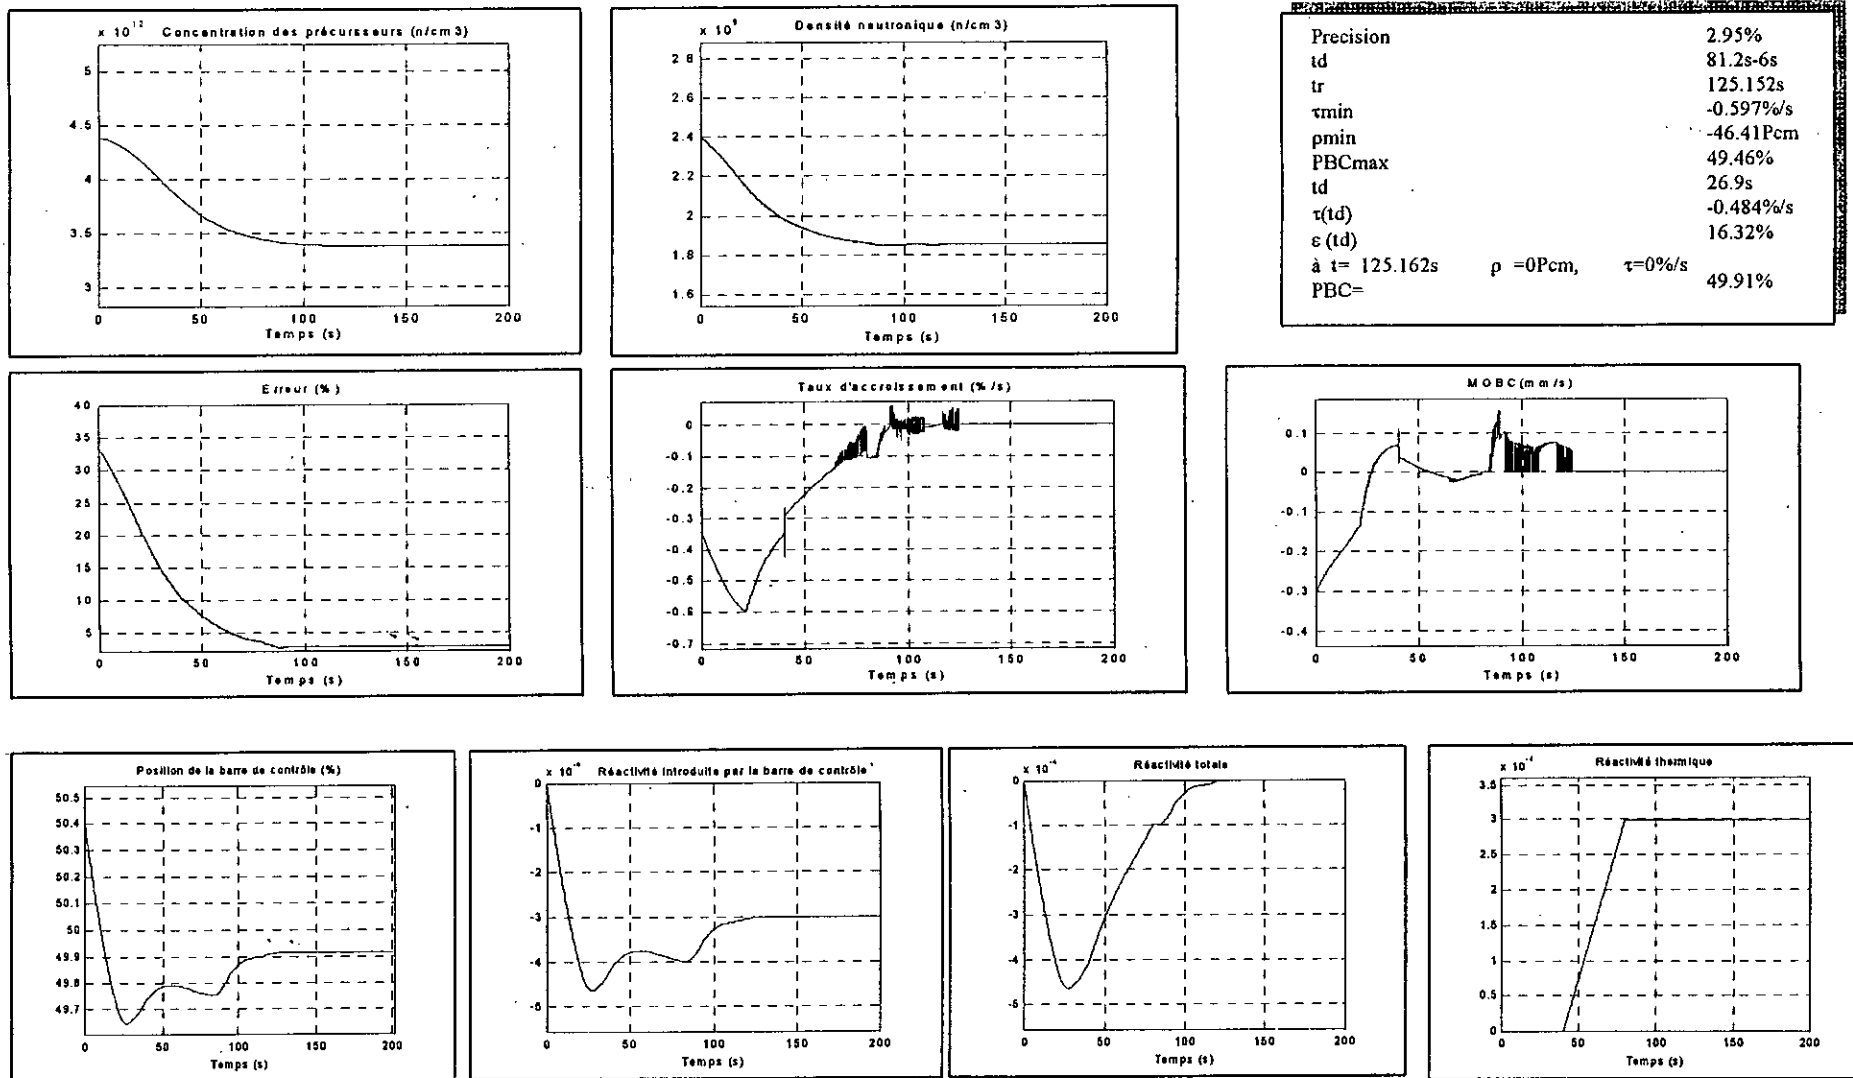 x 10^12 Concentration des précurseurs (n/cm3)
5
4.5
4
3.5
3
0 50 100 150 200
Temps (s)
x 10^9 Densité neutronique (n/cm3)
2.8
2.6
2.4
2.2
2
1.8
1.6
0 50 100 150 200
Temps (s)
Precision 2.95%
td 81.2s-6s
tr 125.152s
τmin -0.597%/s
ρmin -46.41Pcm
PBCmax 49.46%
td 26.9s
τ(td) -0.484%/s
ε (td) 16.32%
à t= 125.162s ρ =0Pcm, τ=0%/s
PBC= 49.91%
Erreur (%)
40
35
30
25
20
15
10
5
0 50 100 150 200
Temps (s)
Taux d'accroissement (%/s)
0
-0.1
-0.2
-0.3
-0.4
-0.5
-0.6
-0.7
0 50 100 150 200
Temps (s)
MOBC(mm/s)
0.1
0
-0.1
-0.2
-0.3
-0.4
0 50 100 150 200
Temps (s)
Position de la barre de contrôle (%)
50.5
50.4
50.3
50.2
50.1
50
49.9
49.8
49.7
0 50 100 150 200
Temps (s)
x 10 Réactivité introduite par la barre de contrôle
0
-1
-2
-3
-4
-5
0 50 100 150 200
Temps (s)
x 10^-4 Réactivité totale
0
-1
-2
-3
-4
-5
0 50 100 150 200
Temps (s)
x 10^-4 Réactivité thermique
3.5
3
2.5
2
1.5
1
0.5
0
0 50 100 150 200
Temps (s)